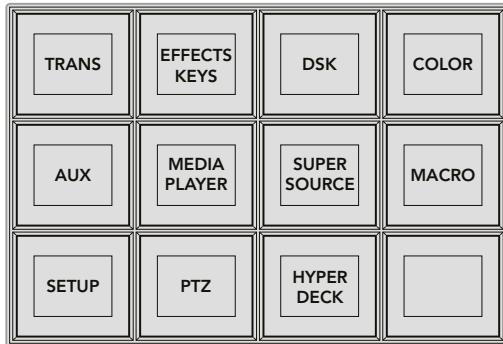 TRANS
EFFECTS
KEYS
DSK
COLOR
AUX
MEDIA
PLAYER
SUPER
SOURCE
MACRO
SETUP
PTZ
HYPER
DECK